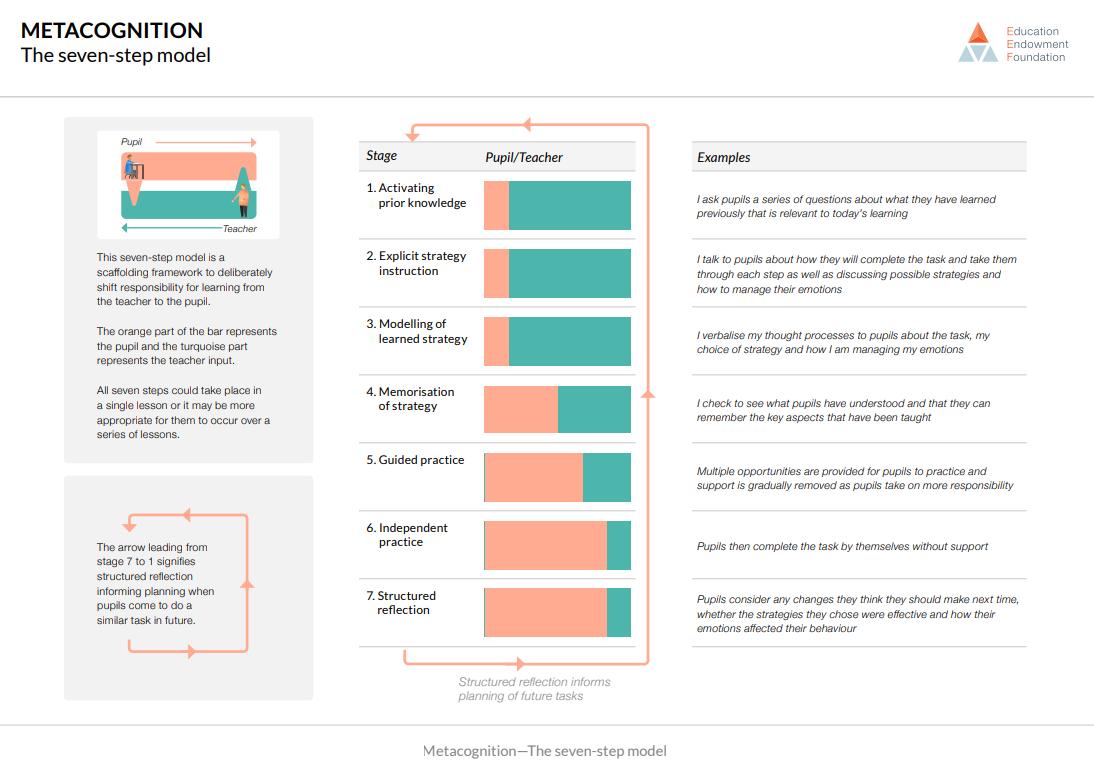 METACOGNITION
The seven-step model
Education
Endowment
Foundation
Pupil
Teacher
This seven-step model is a
scaffolding framework to deliberately
shift responsibility for learning from
the teacher to the pupil.
The orange part of the bar represents
the pupil and the turquoise part
represents the teacher input.
All seven steps could take place in
a single lesson or it may be more
appropriate for them to occur over a
series of lessons.
The arrow leading from
stage 7 to 1 signifies
structured reflection
informing planning when
pupils come to do a
similar task in future.
Stage Pupil/Teacher Examples
1. Activating
prior knowledge
I ask pupils a series of questions about what they have learned
previously that is relevant to today's learning
2. Explicit strategy
instruction
I talk to pupils about how they will complete the task and take them
through each step as well as discussing possible strategies and
how to manage their emotions
3. Modelling of
learned strategy
I verbalise my thought processes to pupils about the task, my
choice of strategy and how I am managing my emotions
4. Memorisation
of strategy
I check to see what pupils have understood and that they can
remember the key aspects that have been taught
5. Guided practice
Multiple opportunities are provided for pupils to practice and
support is gradually removed as pupils take on more responsibility
6. Independent
practice
Pupils then complete the task by themselves without support
7. Structured
reflection
Pupils consider any changes they think they should make next time,
whether the strategies they chose were effective and how their
emotions affected their behaviour
Structured reflection informs
planning of future tasks
Metacognition—The seven-step model